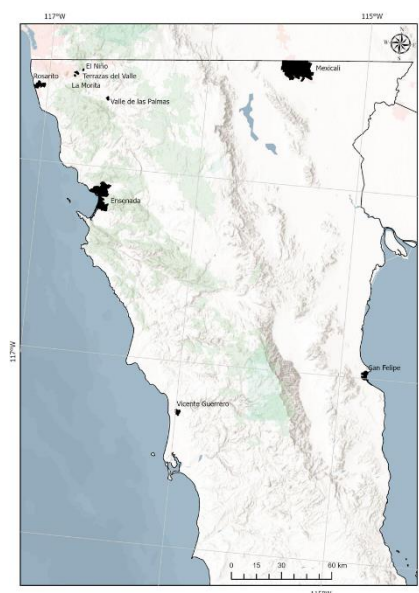 117°W
115°W
El Niño
Mexicali
Terrazas del Valle
Rosarito
La Morita
Valle de las Palmas
Ensenada
117°W
San Felipe
Vicente Guerrero
0 15 30 60 km
115°W